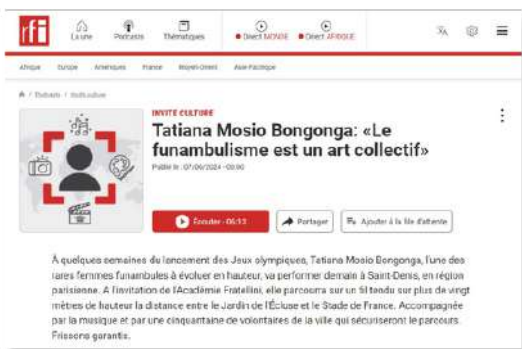 rfi
La une
Podcasts
Thématiques
Direct MONDE
Direct AFRIQUE
Afrique Europe Amériques France Moyen-Orient Asie-Pacifique
/ Podcasts / Invité culture
INVITÉ CULTURE
Tatiana Mosio Bongonga: «Le
funambulisme est un art collectif»
Publié le : 07/06/2024 - 00:00
Écouter - 06:13
Partager
Ajouter à la file d'attente
À quelques semaines du lancement des Jeux olympiques, Tatiana Mosio Bongonga, l'une des
rares femmes funambules à évoluer en hauteur, va performer demain à Saint-Denis, en région
parisienne. A l'invitation de l'Académie Fratellini, elle parcourra sur un fil tendu sur plus de vingt
mètres de hauteur la distance entre le Jardin de l'Écluse et le Stade de France. Accompagnée
par la musique et par une cinquantaine de volontaires de la ville qui sécuriseront le parcours.
Frissons garantis.